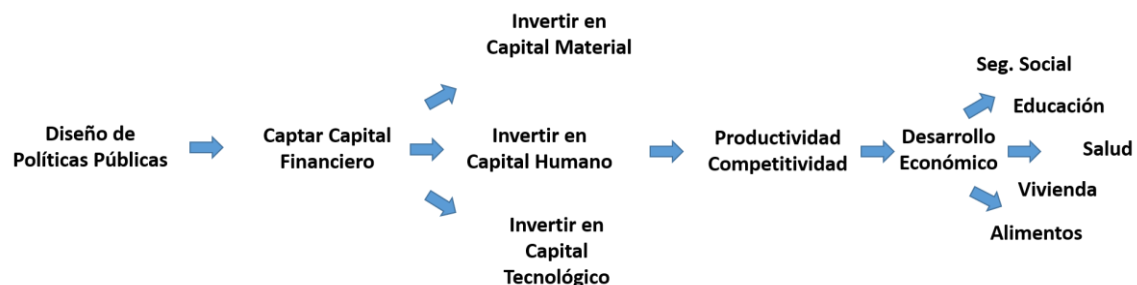 Diseño de
Políticas Públicas
Captar Capital
Financiero
Invertir en
Capital Material
Invertir en
Capital Humano
Invertir en
Capital
Tecnológico
Productividad
Competitividad
Desarrollo
Económico
Seg. Social
Educación
Salud
Vivienda
Alimentos